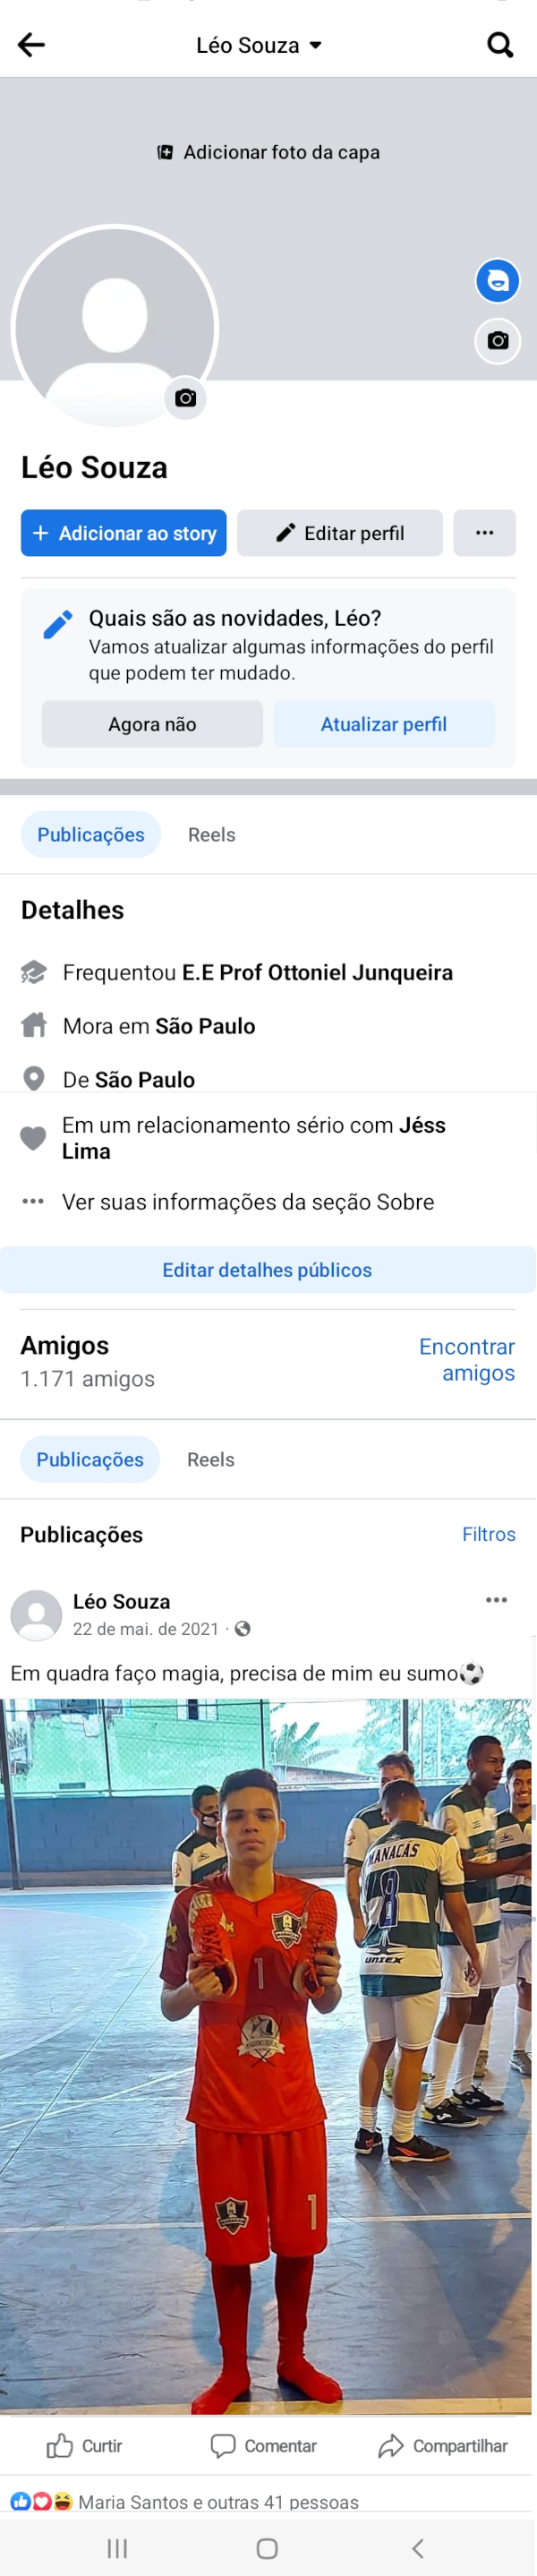 Léo Souza
Adicionar foto da capa
Léo Souza
+ Adicionar ao story
Editar perfil
Quais são as novidades, Léo?
Vamos atualizar algumas informações do perfil
que podem ter mudado.
Agora não
Atualizar perfil
Publicações
Reels
Detalhes
Frequentou E.E Prof Ottoniel Junqueira
Mora em São Paulo
De São Paulo
Em um relacionamento sério com Jéss
Lima
Ver suas informações da seção Sobre
Editar detalhes públicos
Amigos
Encontrar
amigos
1.171 amigos
Publicações
Reels
Publicações
Filtros
Léo Souza
22 de mai. de 2021 ·
Em quadra faço magia, precisa de mim eu sumo⚽
MANACÁS
8
UNIEX
1
1
Curtir
Comentar
Compartilhar
Maria Santos e outras 41 pessoas